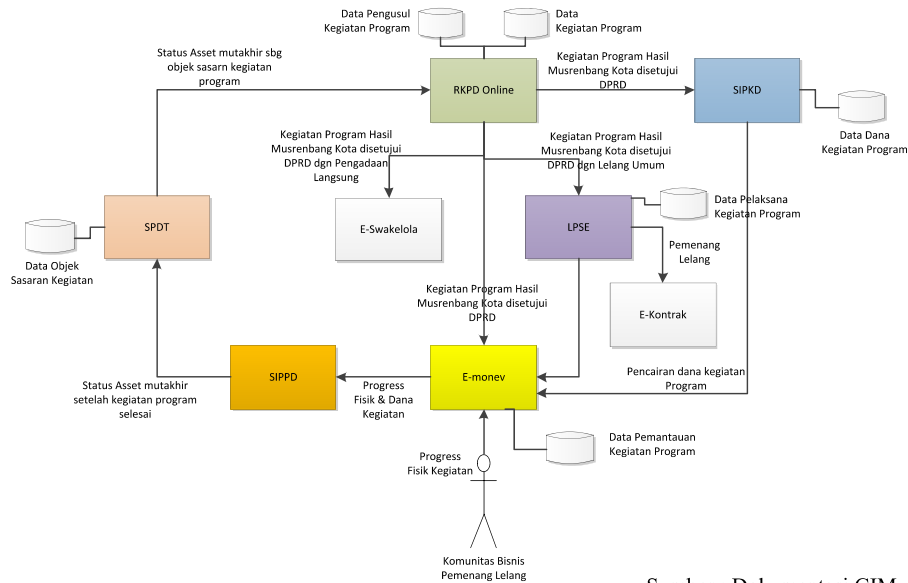 Data Pengusul
Kegiatan Program
Data
Kegiatan Program
Status Asset mutakhir sbg
objek sasarn kegiatan
program
RKPD Online
Kegiatan Program Hasil
Musrenbang Kota disetujui
DPRD
SIPKD
Data Dana
Kegiatan Program
Kegiatan Program Hasil
Musrenbang Kota disetujui
DPRD dgn Pengadaan
Langsung
Kegiatan Program Hasil
Musrenbang Kota disetujui
DPRD dgn Lelang Umum
SPDT
Data Objek
Sasaran Kegiatan
E-Swakelola
LPSE
Data Pelaksana
Kegiatan Program
Pemenang
Lelang
E-Kontrak
Kegiatan Program Hasil
Musrenbang Kota disetujui
DPRD
Status Asset mutakhir
setelah kegiatan program
selesai
SIPPD
Progress
Fisik & Dana
Kegiatan
E-monev
Pencairan dana kegiatan
Program
Data Pemantauan
Kegiatan Program
Progress
Fisik Kegiatan
Komunitas Bisnis
Pemenang Lelang